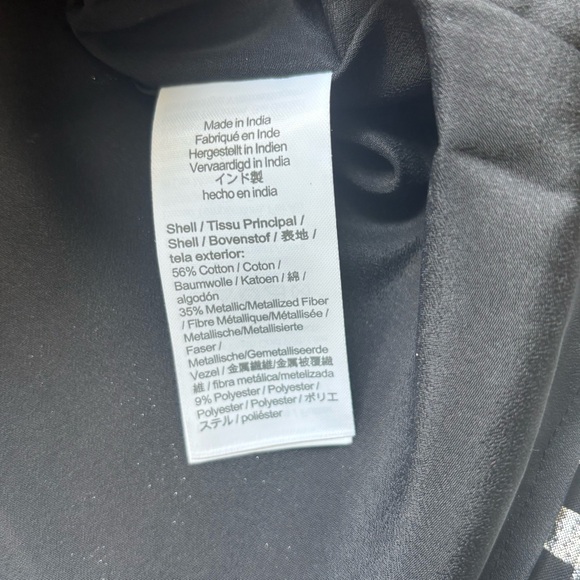 Made in India
Fabriqué en Inde
Hergestellt in Indien
Vervaardigd in India
インド製
hecho en india
Shell / Tissu Principal /
Shell / Bovenstof / 表地 /
tela exterior:
56% Cotton / Coton /
Baumwolle / Katoen / 綿 /
algodón
35% Metallic/Metallized Fiber
/ Fibre Métallique/Métallisée /
Metallische/Metallisierte
Faser /
Metallische/Gemetalliseerde
Vezel / 金属繊維/金属被覆繊
維 / fibra metálica/metelizada
9% Polyester / Polyester /
Polyester / Polyester / ポリエ
ステル / poliéster